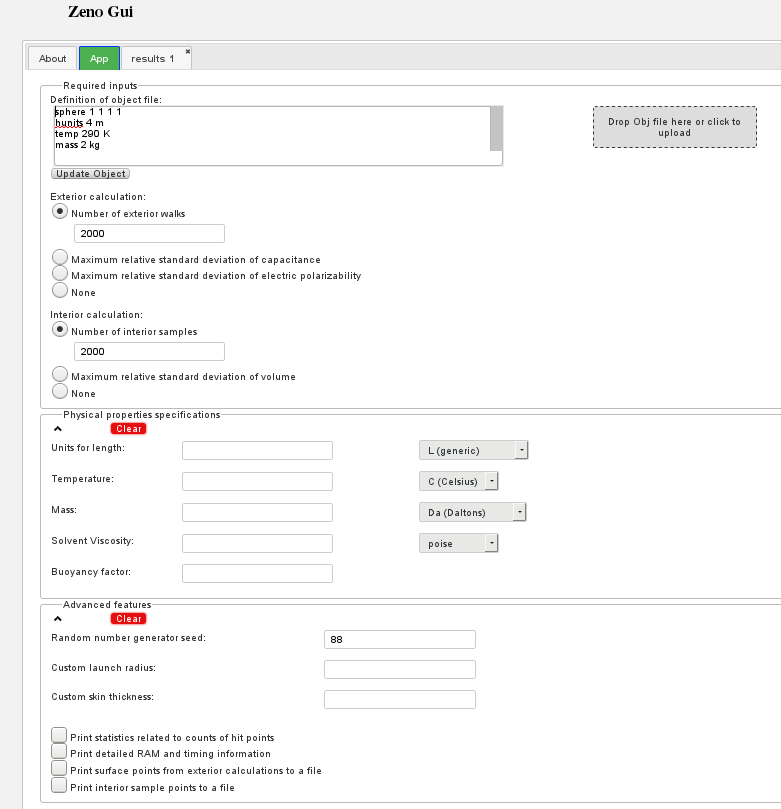 Zeno Gui
About App results 1
Required inputs
Definition of object file:
sphere 1 1 1 1
hunits 4 m
temp 290 K
mass 2 kg
Drop Obj file here or click to
upload
Update Object
Exterior calculation:
Number of exterior walks
2000
Maximum relative standard deviation of capacitance
Maximum relative standard deviation of electric polarizability
None
Interior calculation:
Number of interior samples
2000
Maximum relative standard deviation of volume
None
Physical properties specifications
Clear
Units for length: L (generic)
Temperature: C (Celsius)
Mass: Da (Daltons)
Solvent Viscosity: poise
Buoyancy factor:
Advanced features
Clear
Random number generator seed: 88
Custom launch radius:
Custom skin thickness:
Print statistics related to counts of hit points
Print detailed RAM and timing information
Print surface points from exterior calculations to a file
Print interior sample points to a file